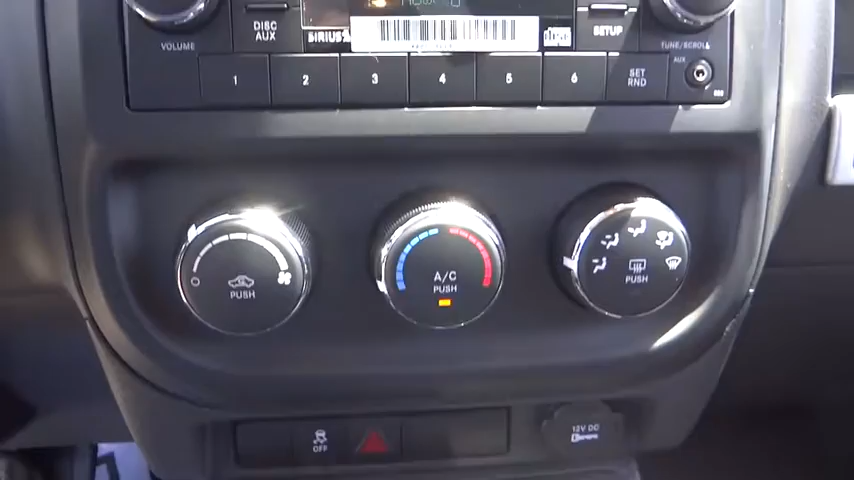 VOLUME
DISC
AUX
SIRIUS
SETUP
TUNE/SCROLL
AUX
1 2 3 4 5 6
SET
RND
PUSH
A/C
PUSH
PUSH
OFF
12V DC